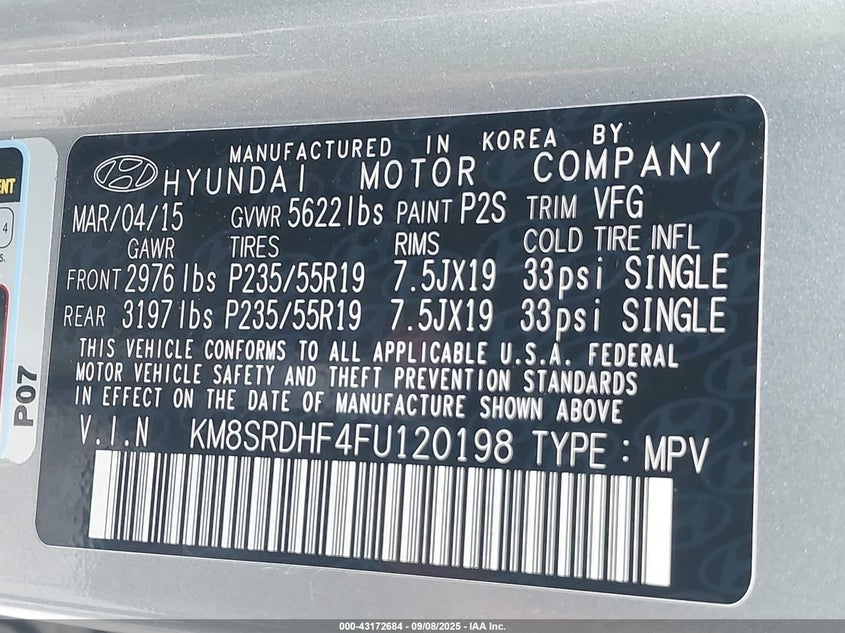 MANUFACTURED IN KOREA BY
HYUNDAI MOTOR COMPANY
MAR/04/15 GVWR 5622lbs PAINT P2S TRIM VFG
GAWR TIRES RIMS COLD TIRE INFL
FRONT 2976lbs P235/55R19 7.5JX19 33psi SINGLE
REAR 3197lbs P235/55R19 7.5JX19 33psi SINGLE
THIS VEHICLE CONFORMS TO ALL APPLICABLE U.S.A. FEDERAL
MOTOR VEHICLE SAFETY AND THEFT PREVENTION STANDARDS
IN EFFECT ON THE DATE OF MANUFACTURE SHOWN ABOVE
V.I.N KM8SRDHF4FU120198 TYPE : MPV
4
P07
000-43172684 - 09/08/2025 - IAA Inc.